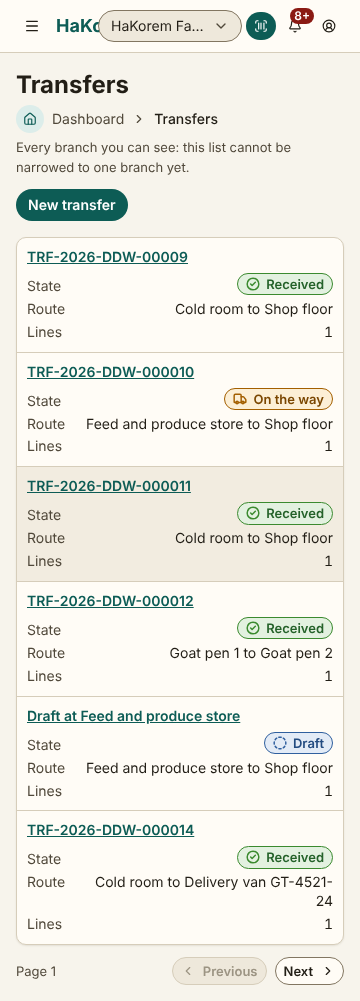 HaKo
HaKorem Fa...
8+
Transfers
Dashboard > Transfers
Every branch you can see: this list cannot be
narrowed to one branch yet.
New transfer
TRF-2026-DDW-00009
State Received
Route Cold room to Shop floor
Lines 1
TRF-2026-DDW-000010
State On the way
Route Feed and produce store to Shop floor
Lines 1
TRF-2026-DDW-000011
State Received
Route Cold room to Shop floor
Lines 1
TRF-2026-DDW-000012
State Received
Route Goat pen 1 to Goat pen 2
Lines 1
Draft at Feed and produce store
State Draft
Route Feed and produce store to Shop floor
Lines 1
TRF-2026-DDW-000014
State Received
Route Cold room to Delivery van GT-4521-
24
Lines 1
Page 1 Previous Next